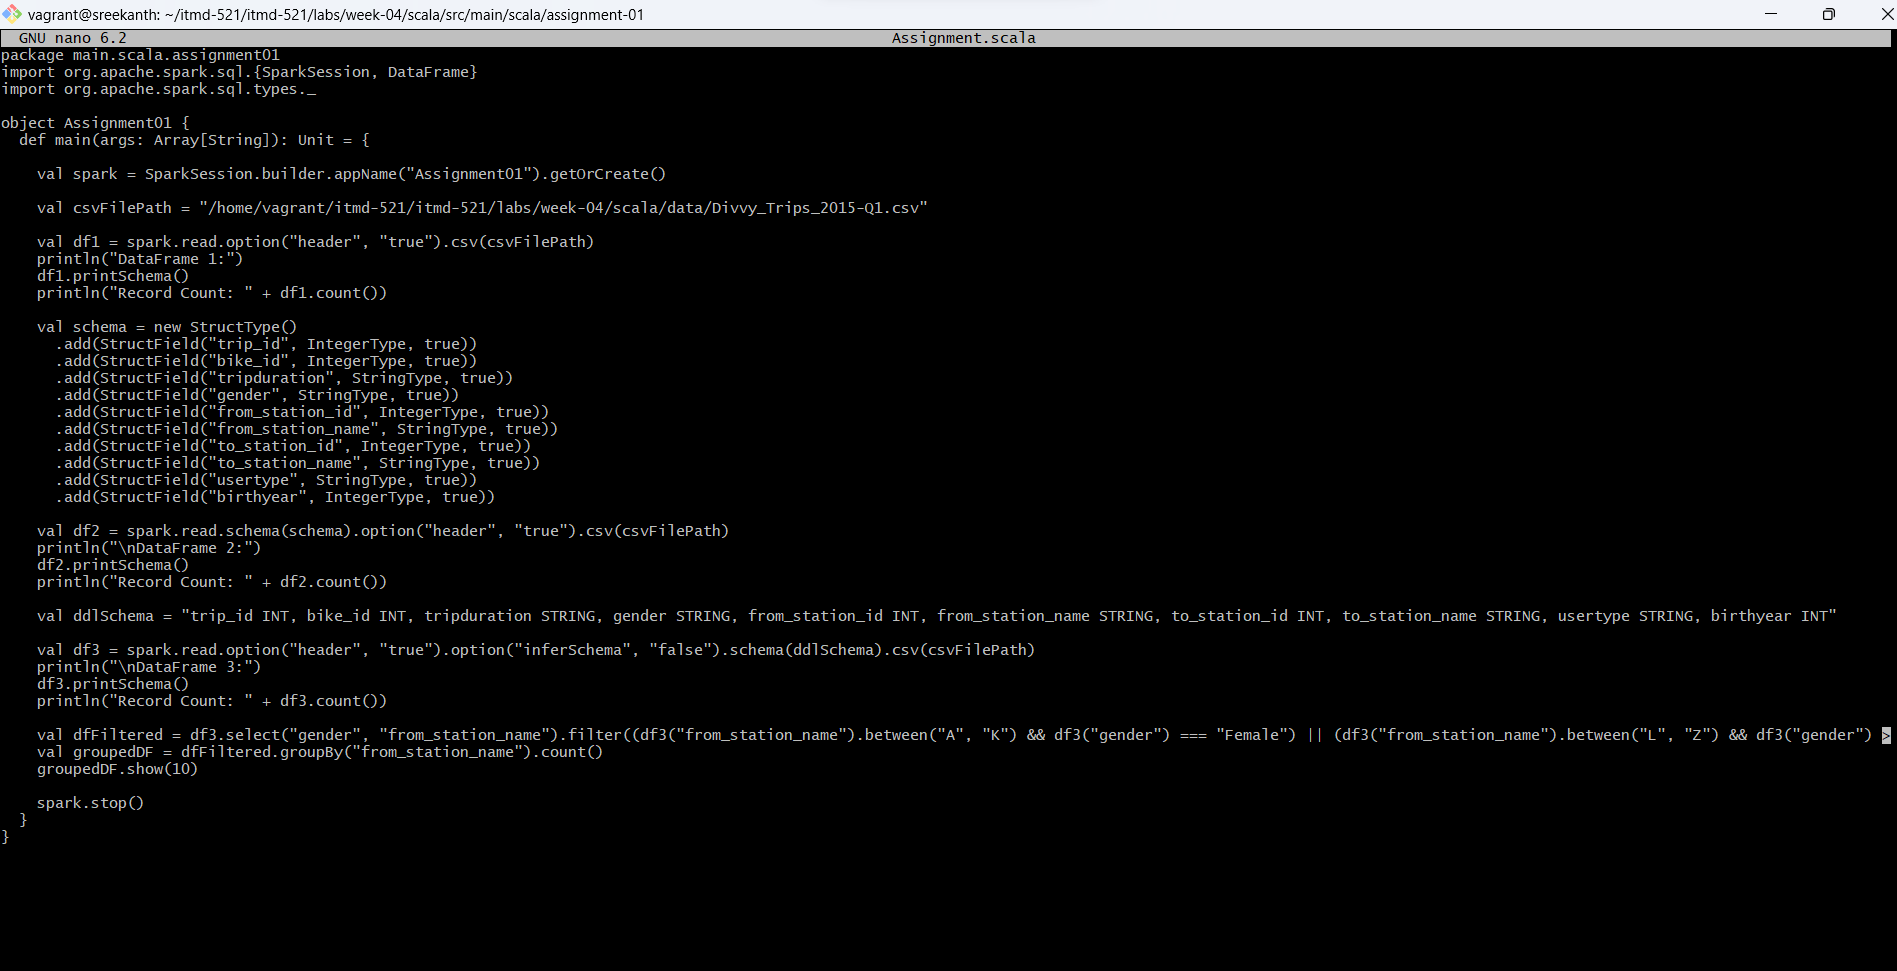 vagrant@sreekanth: ~/itmd-521/itmd-521/labs/week-04/scala/src/main/scala/assignment-01
GNU nano 6.2 Assignment.scala
package main.scala.assignment01
import org.apache.spark.sql.{SparkSession, DataFrame}
import org.apache.spark.sql.types._
object Assignment01 {
def main(args: Array[String]): Unit = {
val spark = SparkSession.builder.appName("Assignment01").getOrCreate()
val csvFilePath = "/home/vagrant/itmd-521/itmd-521/labs/week-04/scala/data/Divvy_Trips_2015-Q1.csv"
val df1 = spark.read.option("header", "true").csv(csvFilePath)
println("DataFrame 1:")
df1.printSchema()
println("Record Count: " + df1.count())
val schema = new StructType()
.add(StructField("trip_id", IntegerType, true))
.add(StructField("bike_id", IntegerType, true))
.add(StructField("tripduration", StringType, true))
.add(StructField("gender", StringType, true))
.add(StructField("from_station_id", IntegerType, true))
.add(StructField("from_station_name", StringType, true))
.add(StructField("to_station_id", IntegerType, true))
.add(StructField("to_station_name", StringType, true))
.add(StructField("usertype", StringType, true))
.add(StructField("birthyear", IntegerType, true))
val df2 = spark.read.schema(schema).option("header", "true").csv(csvFilePath)
println("\nDataFrame 2:")
df2.printSchema()
println("Record Count: " + df2.count())
val ddlSchema = "trip_id INT, bike_id INT, tripduration STRING, gender STRING, from_station_id INT, from_station_name STRING, to_station_id INT, to_station_name STRING, usertype STRING, birthyear INT"
val df3 = spark.read.option("header", "true").option("inferSchema", "false").schema(ddlSchema).csv(csvFilePath)
println("\nDataFrame 3:")
df3.printSchema()
println("Record Count: " + df3.count())
val dfFiltered = df3.select("gender", "from_station_name").filter((df3("from_station_name").between("A", "K") && df3("gender") === "Female") || (df3("from_station_name").between("L", "Z") && df3("gender") >
val groupedDF = dfFiltered.groupBy("from_station_name").count()
groupedDF.show(10)
spark.stop()
}
}